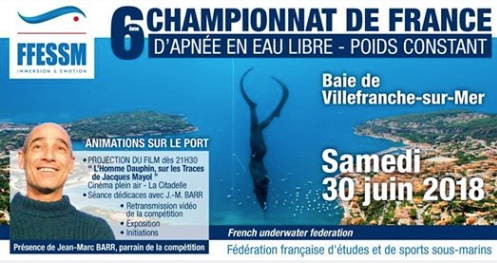 FFESSM
IMMERSION & EMOTION
6ème CHAMPIONNAT DE FRANCE
D'APNÉE EN EAU LIBRE - POIDS CONSTANT
Baie de
Villefranche-sur-Mer
Samedi
30 juin 2018
ANIMATIONS SUR LE PORT
• PROJECTION DU FILM dès 21H30
" L'Homme Dauphin, sur les Traces
de Jacques Mayol "
Cinéma plein air - La Citadelle
• Séance dédicaces avec J.-M. BARR
• Retransmission vidéo
de la compétition
• Exposition
• Initiations
Présence de Jean-Marc BARR, parrain de la compétition
French underwater federation
Fédération française d'études et de sports sous-marins